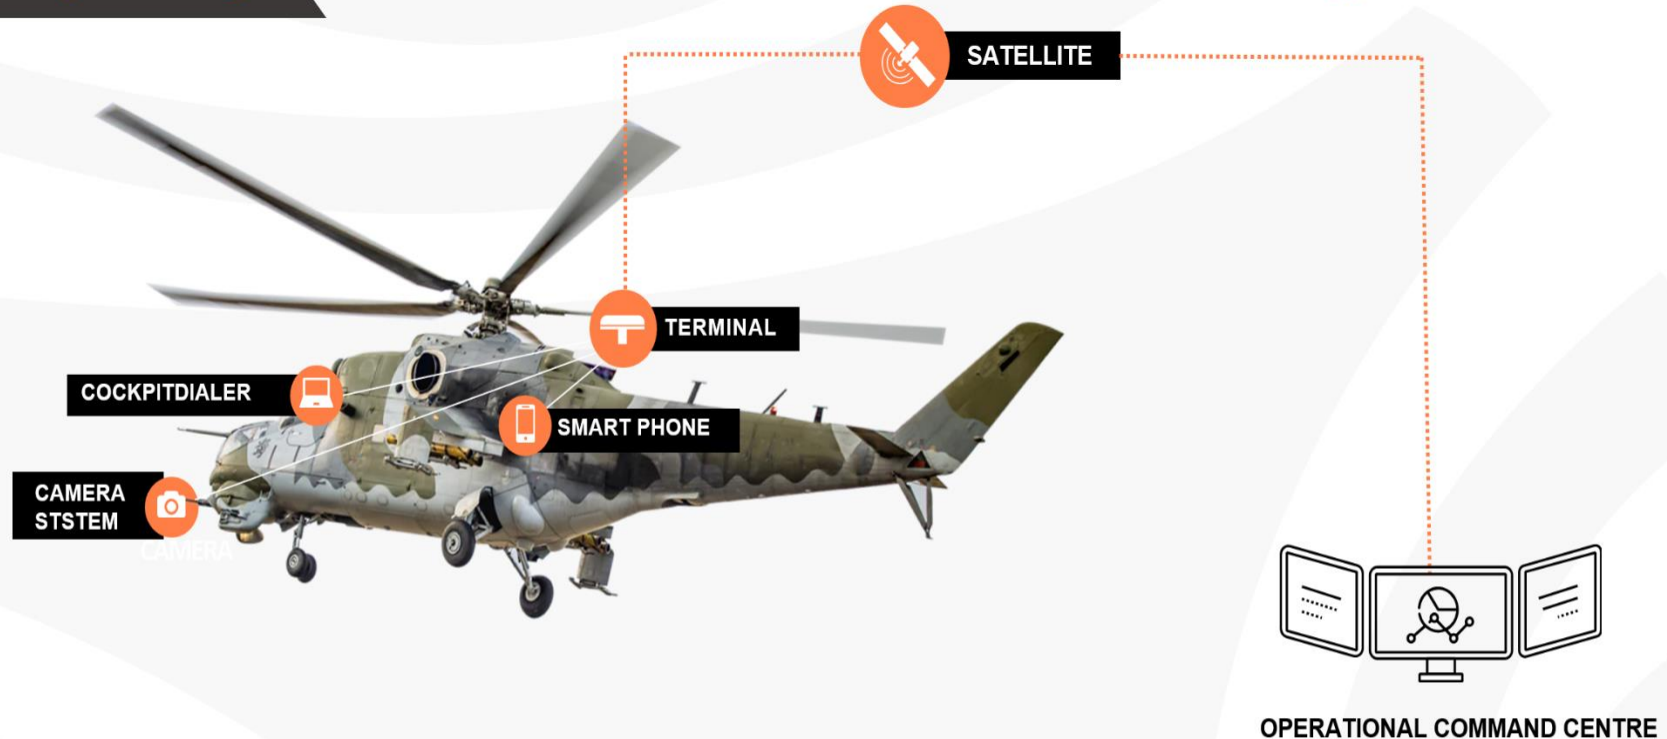 SATELLITE
TERMINAL
COCKPITDIALER
SMART PHONE
CAMERA
STSTEM
CAMERA
OPERATIONAL COMMAND CENTRE